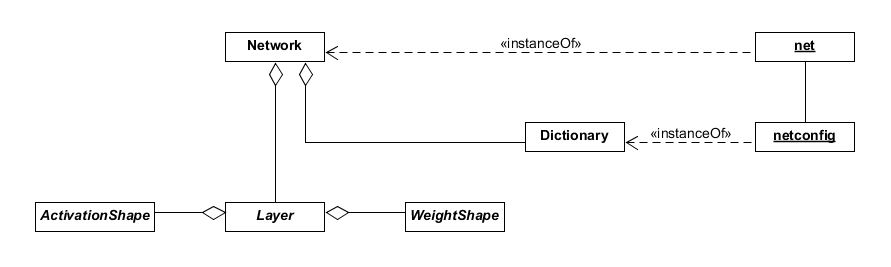 Network
«instanceOf»
net
Dictionary
«instanceOf»
netconfig
ActivationShape
Layer
WeightShape